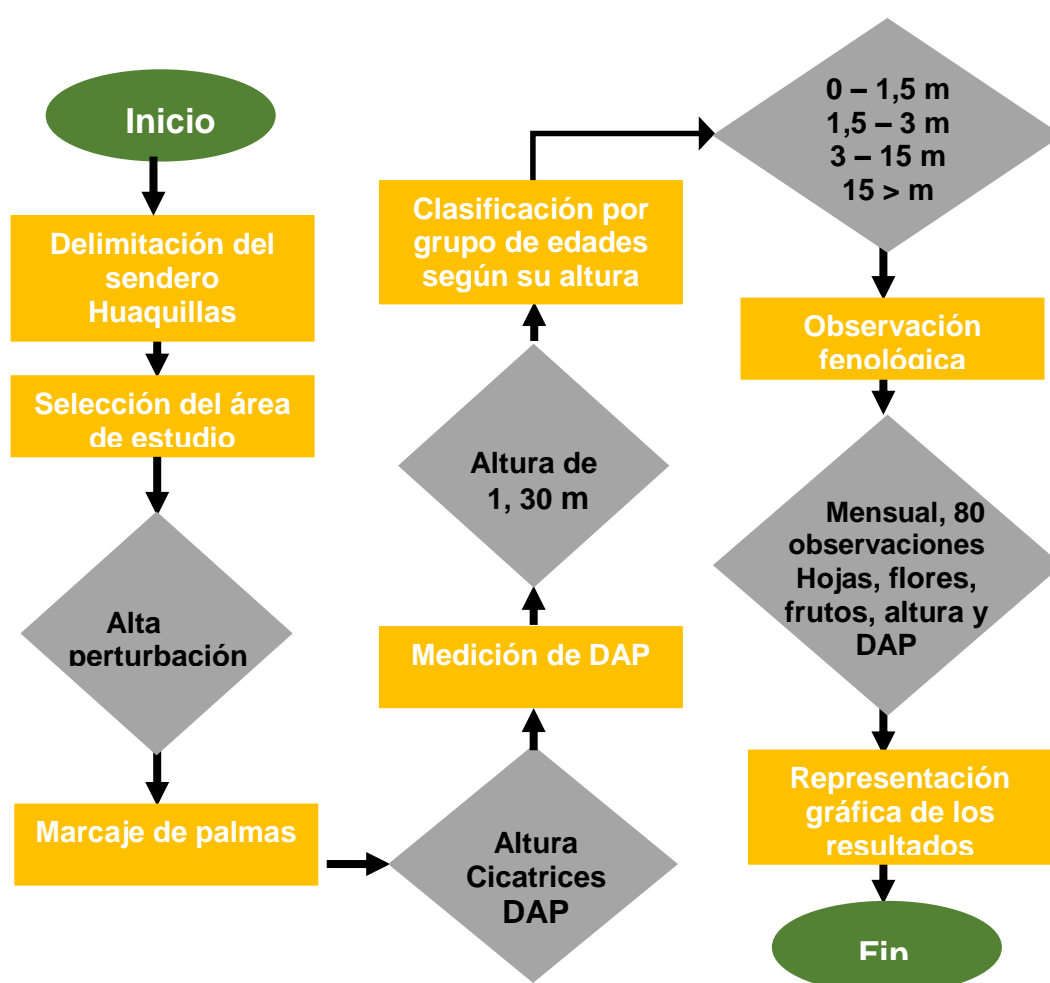 Inicio
Delimitación del
sendero
Huaquillas
Selección del área
de estudio
Alta
perturbación
Marcaje de palmas
Altura
Cicatrices
DAP
Medición de DAP
Altura de
1, 30 m
Clasificación por
grupo de edades
según su altura
0 – 1,5 m
1,5 – 3 m
3 – 15 m
15 > m
Observación
fenológica
Mensual, 80
observaciones
Hojas, flores,
frutos, altura y
DAP
Representación
gráfica de los
resultados
Fin